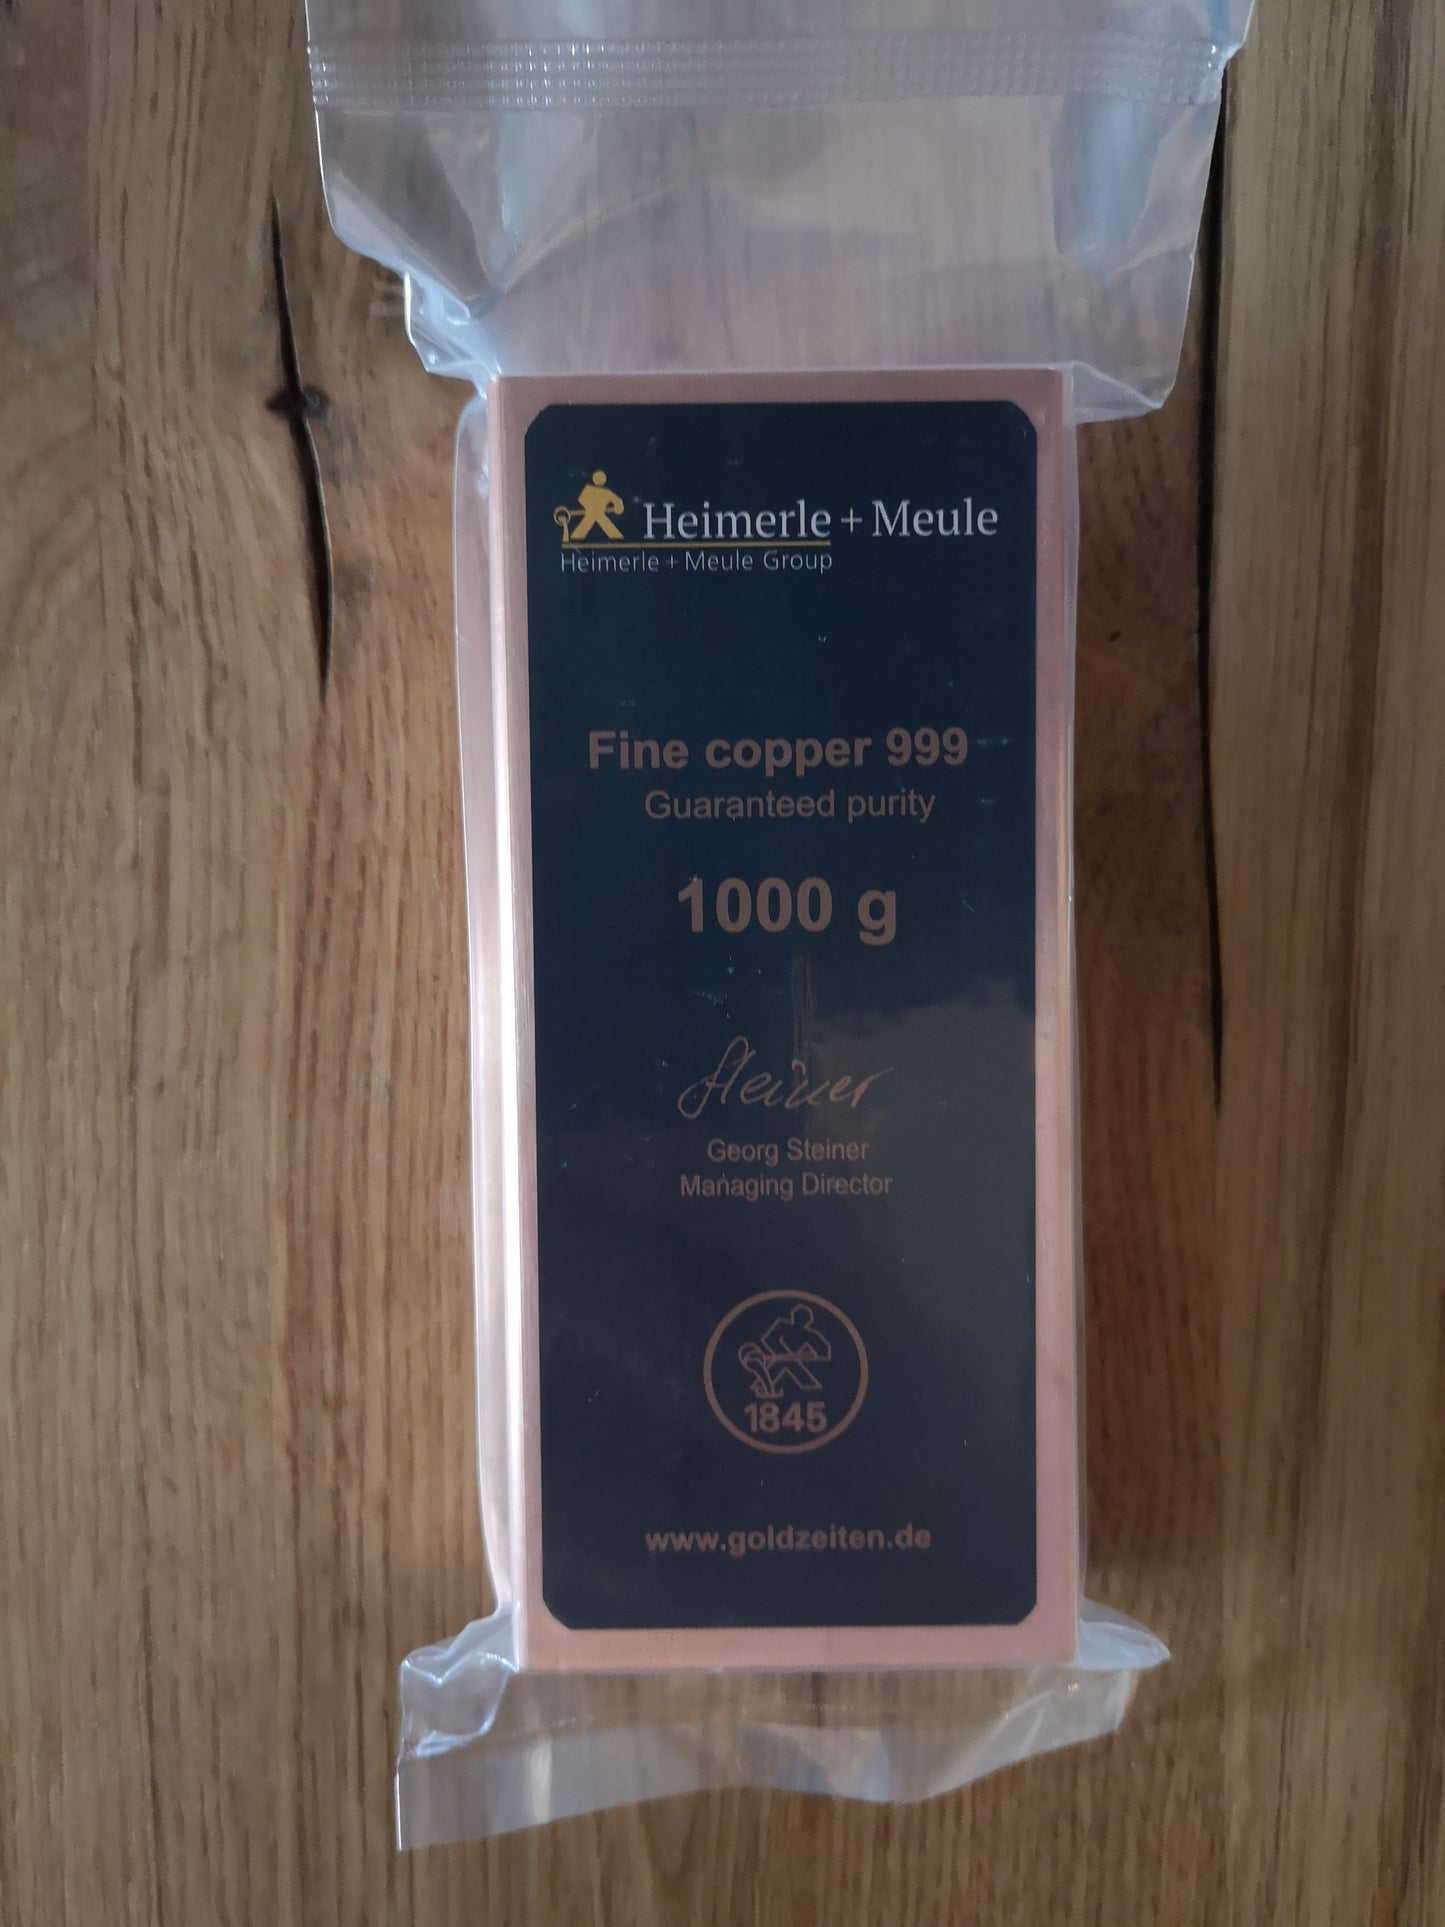 Heimerle + Meule
Heimerle + Meule Group
Fine copper 999
Guaranteed purity
1000 g
Steiner
Georg Steiner
Managing Director
1845
www.goldzeiten.de